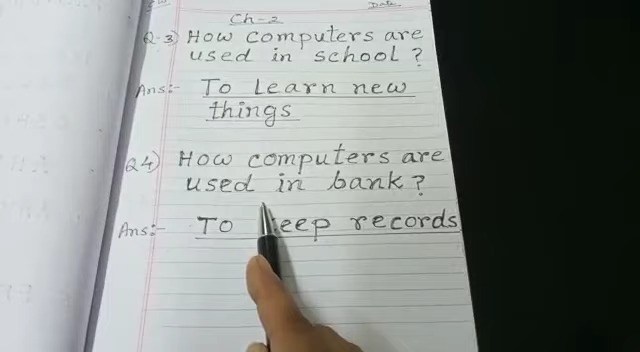 Ch-2
Date
Q-3) How computers are
used in school?
Ans:- To Learn new
things
Q4) How computers are
used in bank?
Ans:- To keep records